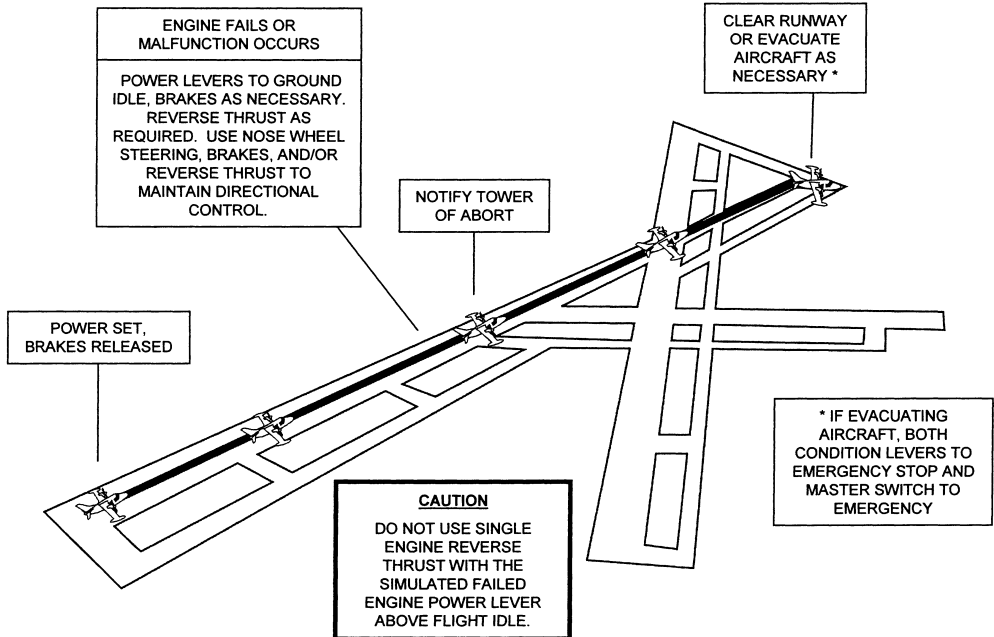 ENGINE FAILS OR
MALFUNCTION OCCURS
POWER LEVERS TO GROUND
IDLE, BRAKES AS NECESSARY.
REVERSE THRUST AS
REQUIRED. USE NOSE WHEEL
STEERING, BRAKES, AND/OR
REVERSE THRUST TO
MAINTAIN DIRECTIONAL
CONTROL.
CLEAR RUNWAY
OR EVACUATE
AIRCRAFT AS
NECESSARY *
NOTIFY TOWER
OF ABORT
POWER SET,
BRAKES RELEASED
* IF EVACUATING
AIRCRAFT, BOTH
CONDITION LEVERS TO
EMERGENCY STOP AND
MASTER SWITCH TO
EMERGENCY
CAUTION
DO NOT USE SINGLE
ENGINE REVERSE
THRUST WITH THE
SIMULATED FAILED
ENGINE POWER LEVER
ABOVE FLIGHT IDLE.